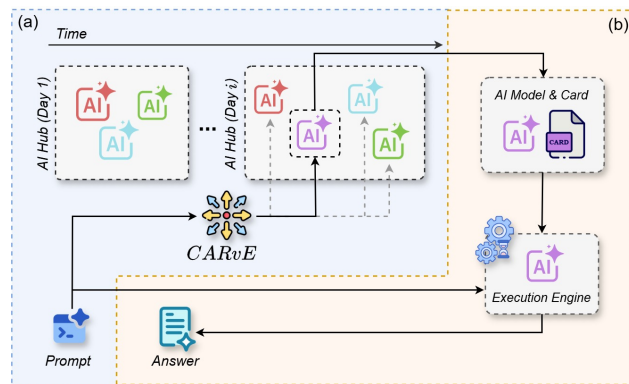 (a)
(b)
Time
AI Hub (Day 1)
AI
AI
AI
...
AI Hub (Day i)
AI
AI
AI
AI
AI Model & Card
AI
CARD
CARvE
AI
Execution Engine
Prompt
Answer